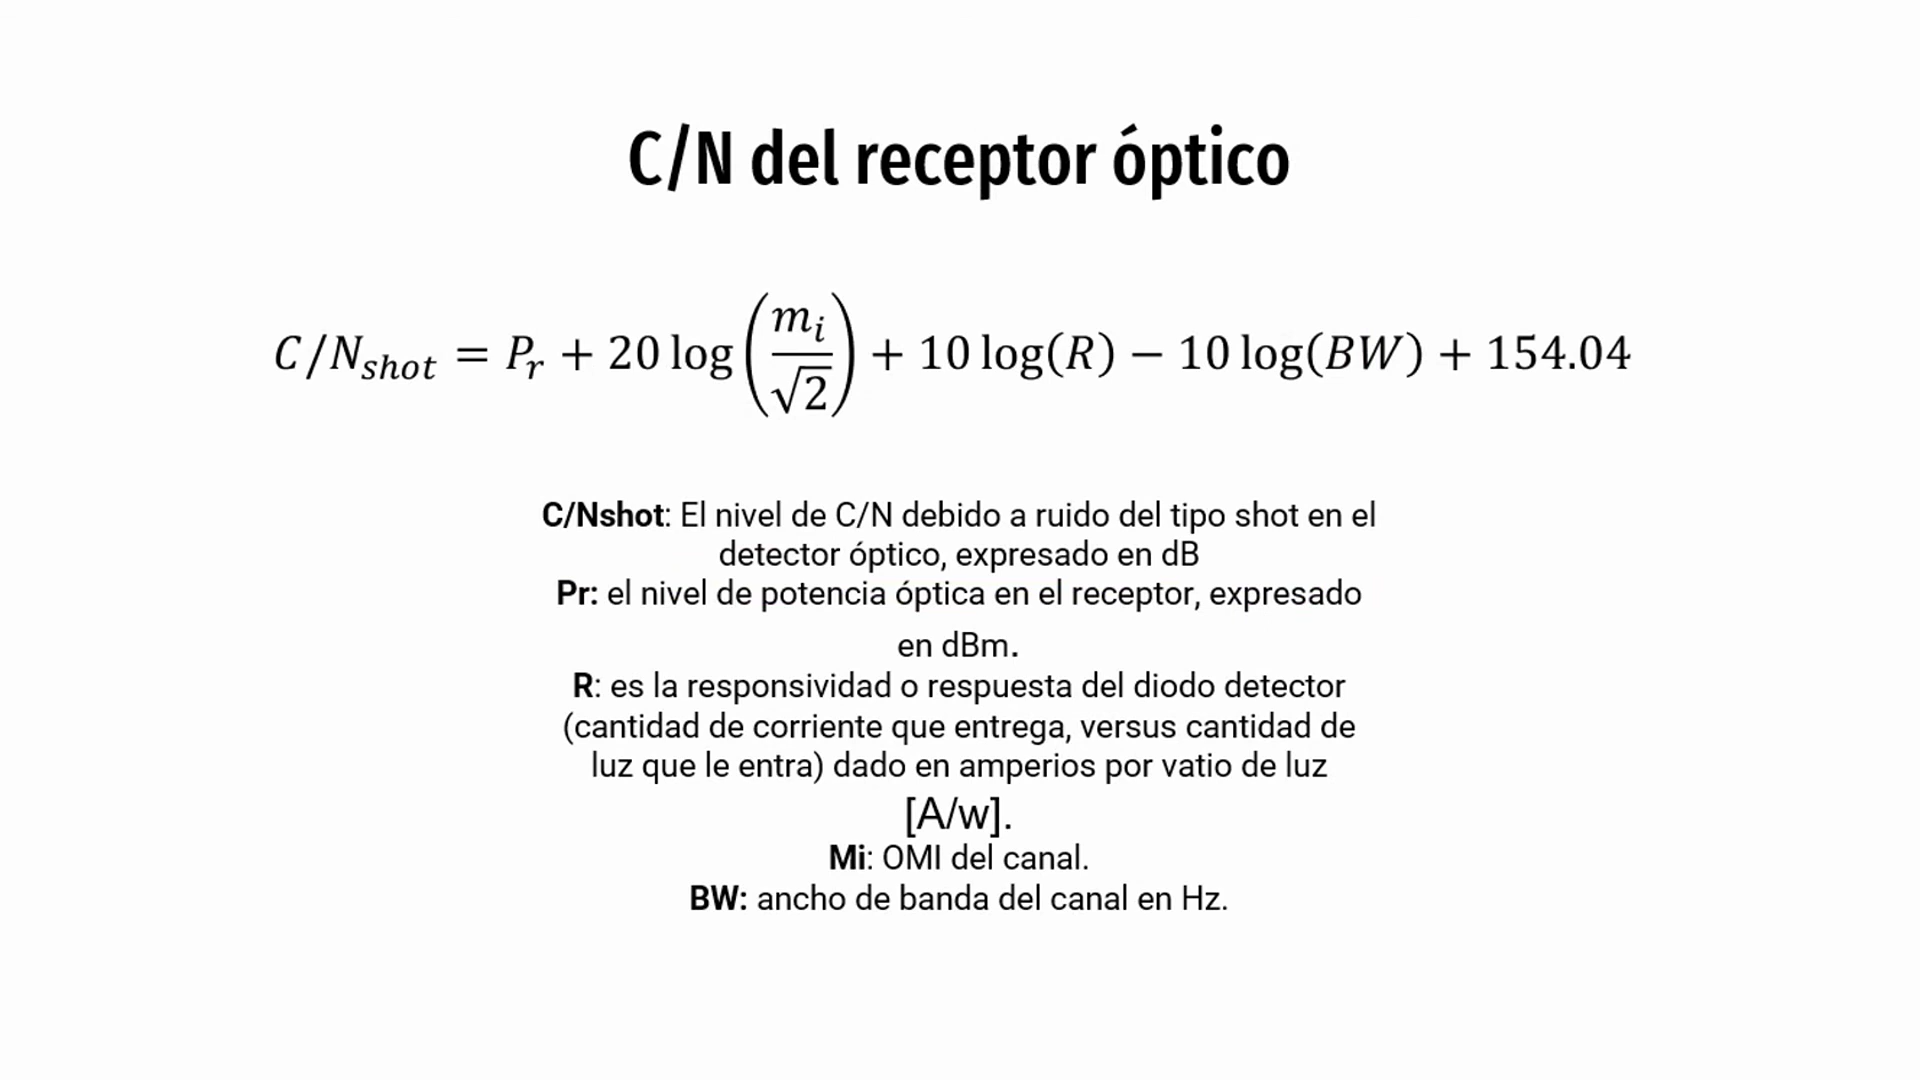 C/N del receptor óptico
C/N_{shot} = P_r + 20 log(m_i/√2) + 10 log(R) − 10 log(BW) + 154.04
C/Nshot: El nivel de C/N debido a ruido del tipo shot en el
detector óptico, expresado en dB
Pr: el nivel de potencia óptica en el receptor, expresado
en dBm.
R: es la responsividad o respuesta del diodo detector
(cantidad de corriente que entrega, versus cantidad de
luz que le entra) dado en amperios por vatio de luz
[A/w].
Mi: OMI del canal.
BW: ancho de banda del canal en Hz.